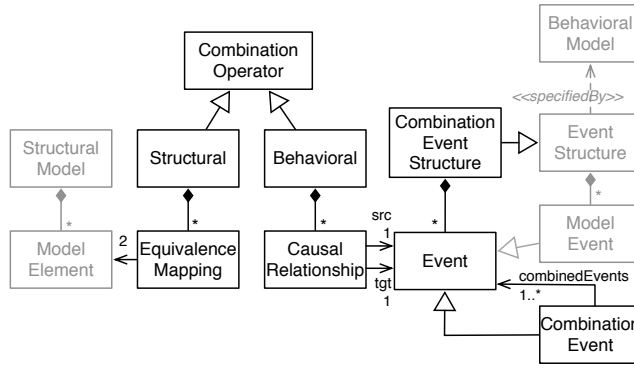 Behavioral
Model
Combination
Operator
<<specifiedBy>>
Structural
Model
Structural
Behavioral
Combination
Event
Structure
Event
Structure
*
*
*
*
*
src
1
2
Model
Element
Equivalence
Mapping
Causal
Relationship
tgt
1
Event
Model
Event
combinedEvents
1..*
Combination
Event